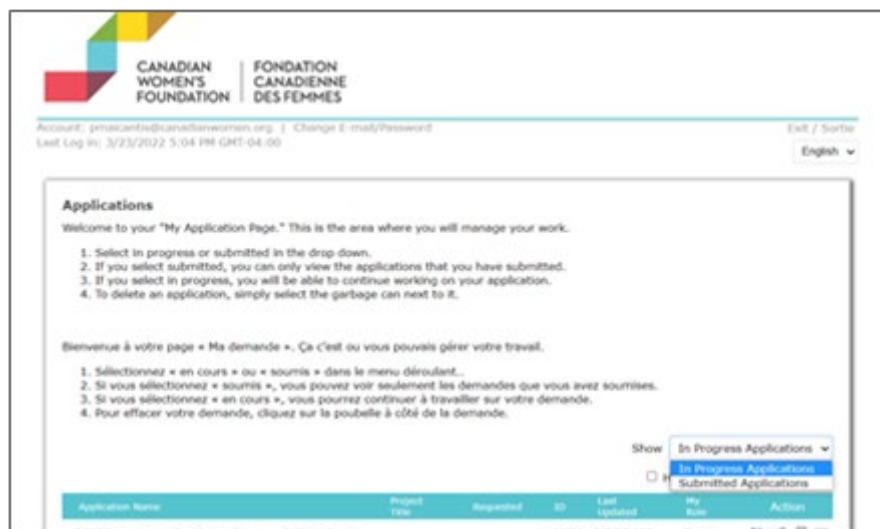 CANADIAN WOMEN'S FOUNDATION
FONDATION CANADIENNE DES FEMMES
Account: pmaicantis@canadianwomen.org | Change E-mail/Password
Exit / Sortie
Last Log In: 3/23/2022 5:04 PM GMT-04:00
English
Applications
Welcome to your "My Application Page." This is the area where you will manage your work.
1. Select in progress or submitted in the drop down.
2. If you select submitted, you can only view the applications that you have submitted.
3. If you select in progress, you will be able to continue working on your application.
4. To delete an application, simply select the garbage can next to it.
Bienvenue à votre page « Ma demande ». Ça c'est ou vous pouvais gérer votre travail.
1. Sélectionnez « en cours » ou « soumis » dans le menu déroulant..
2. Si vous sélectionnez « soumis », vous pouvez voir seulement les demandes que vous avez soumises.
3. Si vous sélectionnez « en cours », vous pourrez continuer à travailler sur votre demande.
4. Pour effacer votre demande, cliquez sur la poubelle à côté de la demande.
Show In Progress Applications
In Progress Applications
Submitted Applications
Application Name Project Title Requested ID Last Updated My Role Action